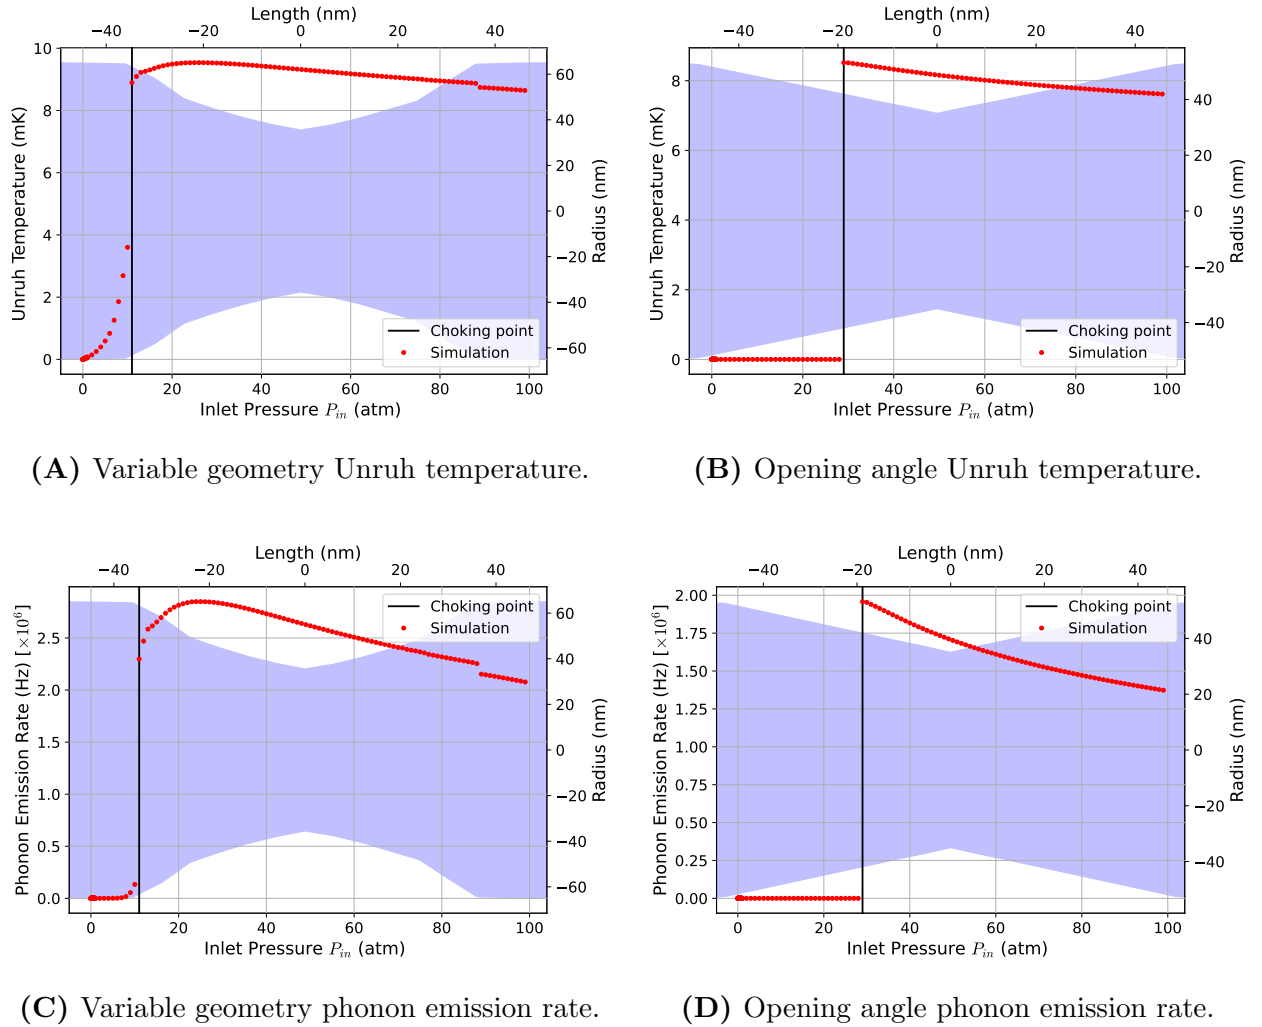 Length (nm)
−40 −20 0 20 40
10
8
6
4
2
0
Unruh Temperature (mK)
60
40
20
0
−20
−40
−60
Radius (nm)
Choking point
Simulation
0 20 40 60 80 100
Inlet Pressure P_in (atm)
(A) Variable geometry Unruh temperature.
Length (nm)
−40 −20 0 20 40
8
6
4
2
0
Unruh Temperature (mK)
40
20
0
−20
−40
Radius (nm)
Choking point
Simulation
0 20 40 60 80 100
Inlet Pressure P_in (atm)
(B) Opening angle Unruh temperature.
Length (nm)
−40 −20 0 20 40
2.5
2.0
1.5
1.0
0.5
0.0
Phonon Emission Rate (Hz) [×10⁶]
60
40
20
0
−20
−40
−60
Radius (nm)
Choking point
Simulation
0 20 40 60 80 100
Inlet Pressure P_in (atm)
(C) Variable geometry phonon emission rate.
Length (nm)
−40 −20 0 20 40
2.00
1.75
1.50
1.25
1.00
0.75
0.50
0.25
0.00
Phonon Emission Rate (Hz) [×10⁶]
40
20
0
−20
−40
Radius (nm)
Choking point
Simulation
0 20 40 60 80 100
Inlet Pressure P_in (atm)
(D) Opening angle phonon emission rate.